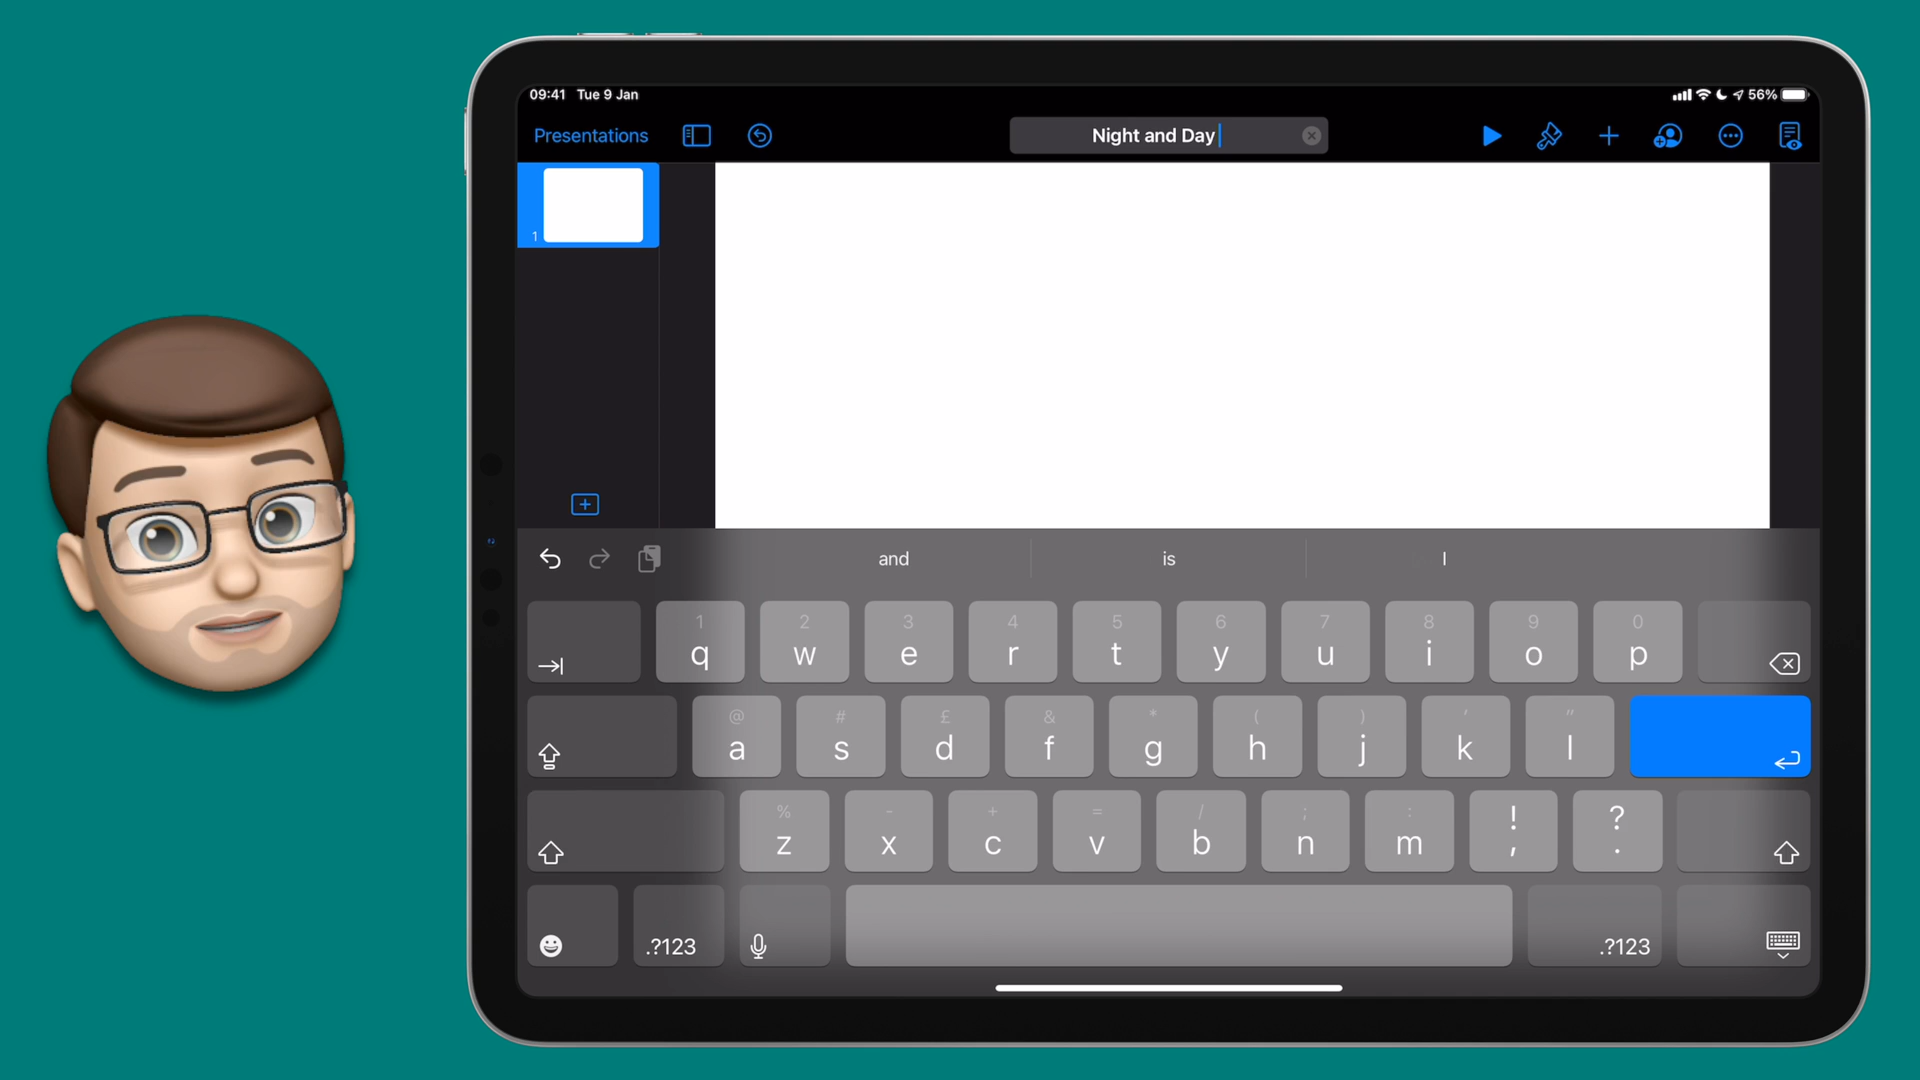 09:41 Tue 9 Jan
56%
Presentations
Night and Day
1
and is I
1 2 3 4 5 6 7 8 9 0
q w e r t y u i o p
@ # £ & * ( ) ' "
a s d f g h j k l
% - + = / ; : ! ?
z x c v b n m , .
.?123 .?123